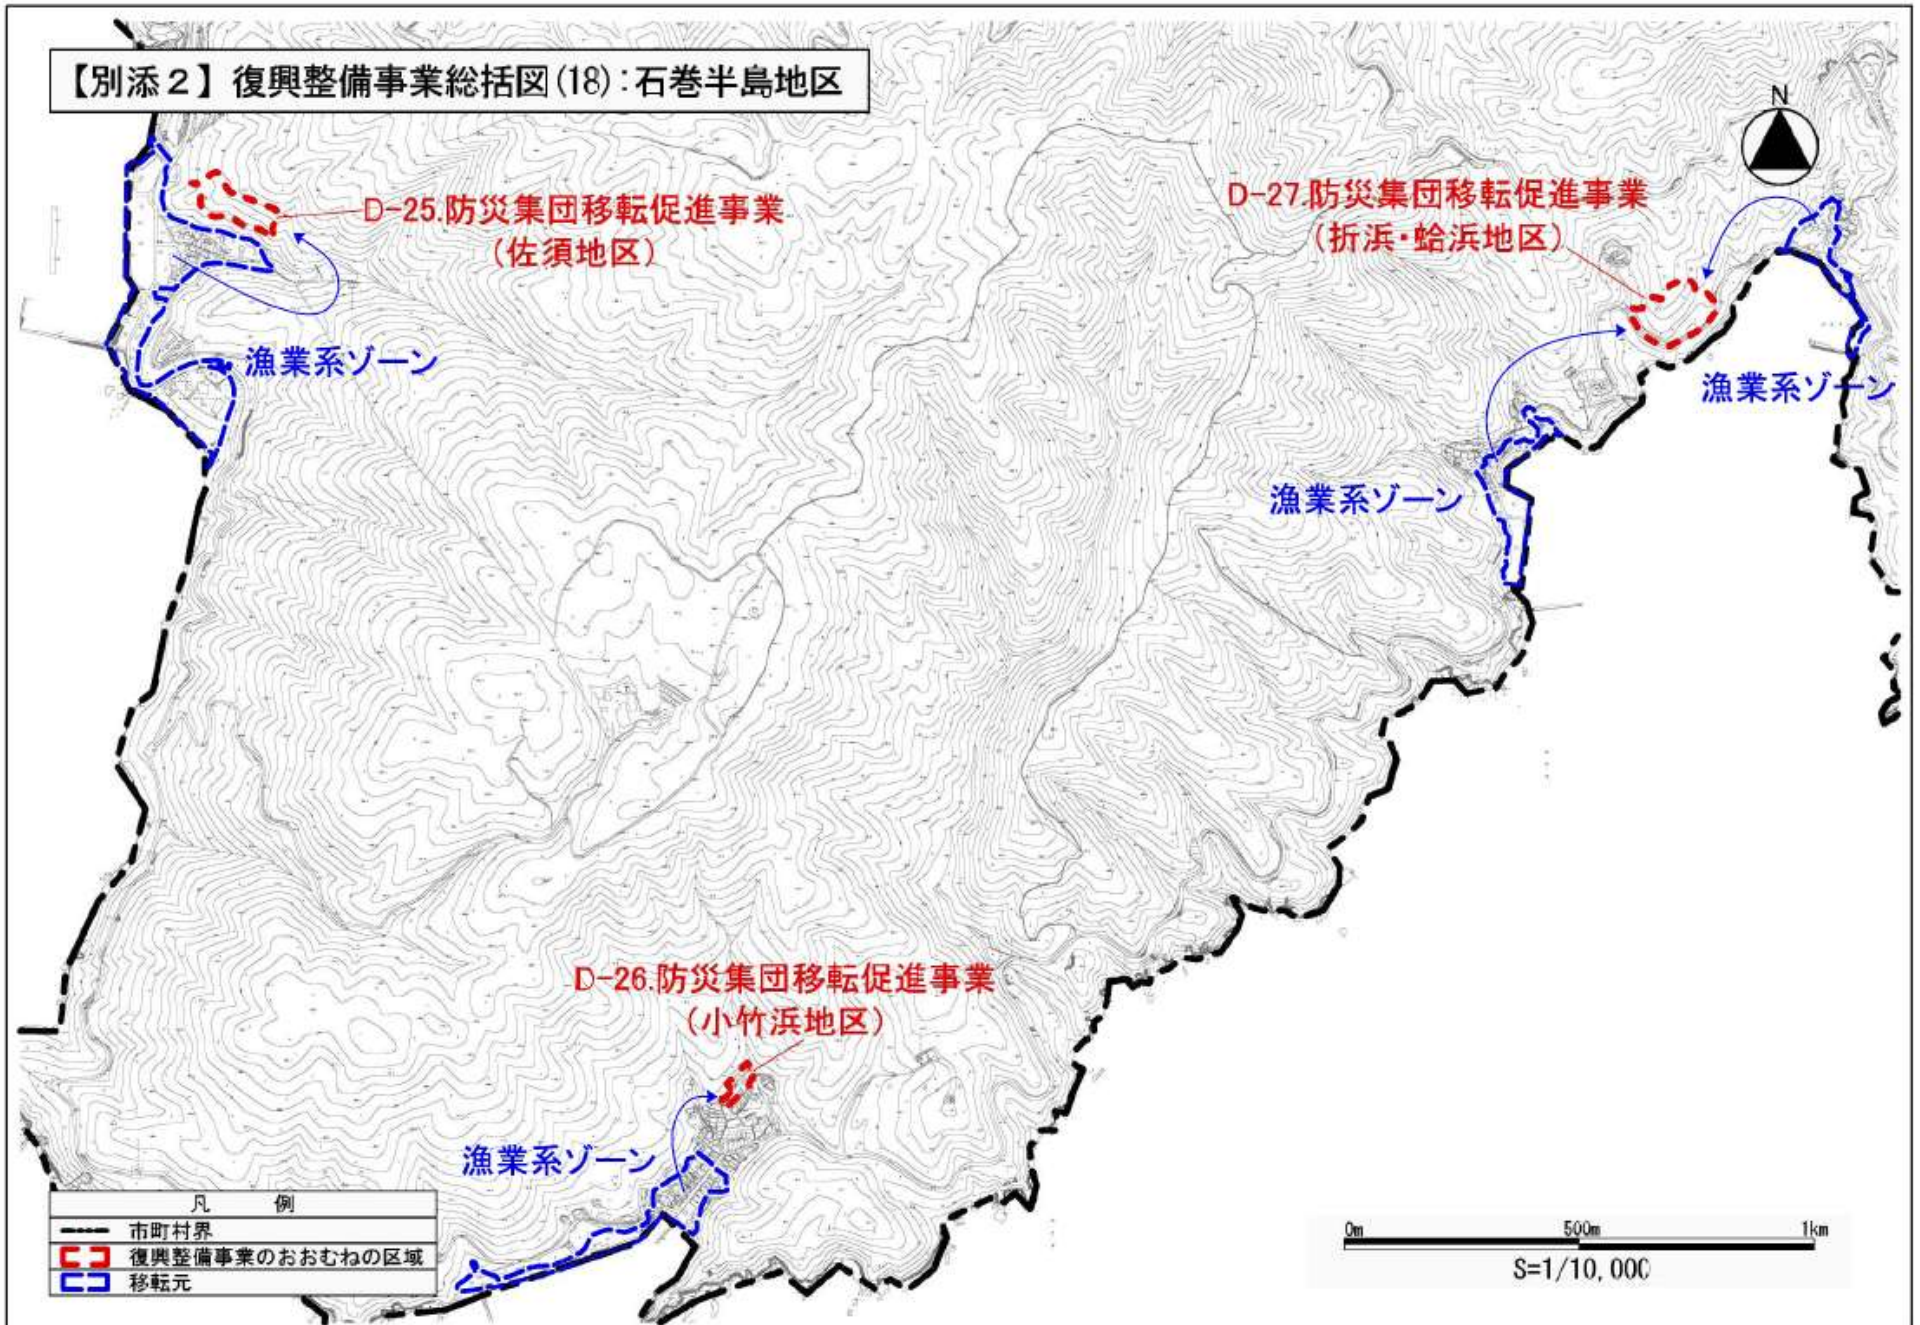 【別添２】復興整備事業総括図(18):石巻半島地区
N
D-25.防災集団移転促進事業
（佐須地区）
D-27.防災集団移転促進事業
（折浜・蛤浜地区）
漁業系ゾーン
漁業系ゾーン
漁業系ゾーン
D-26.防災集団移転促進事業
（小竹浜地区）
漁業系ゾーン
凡 例
市町村界
復興整備事業のおおむねの区域
移転元
0m 500m 1km
S=1/10,000